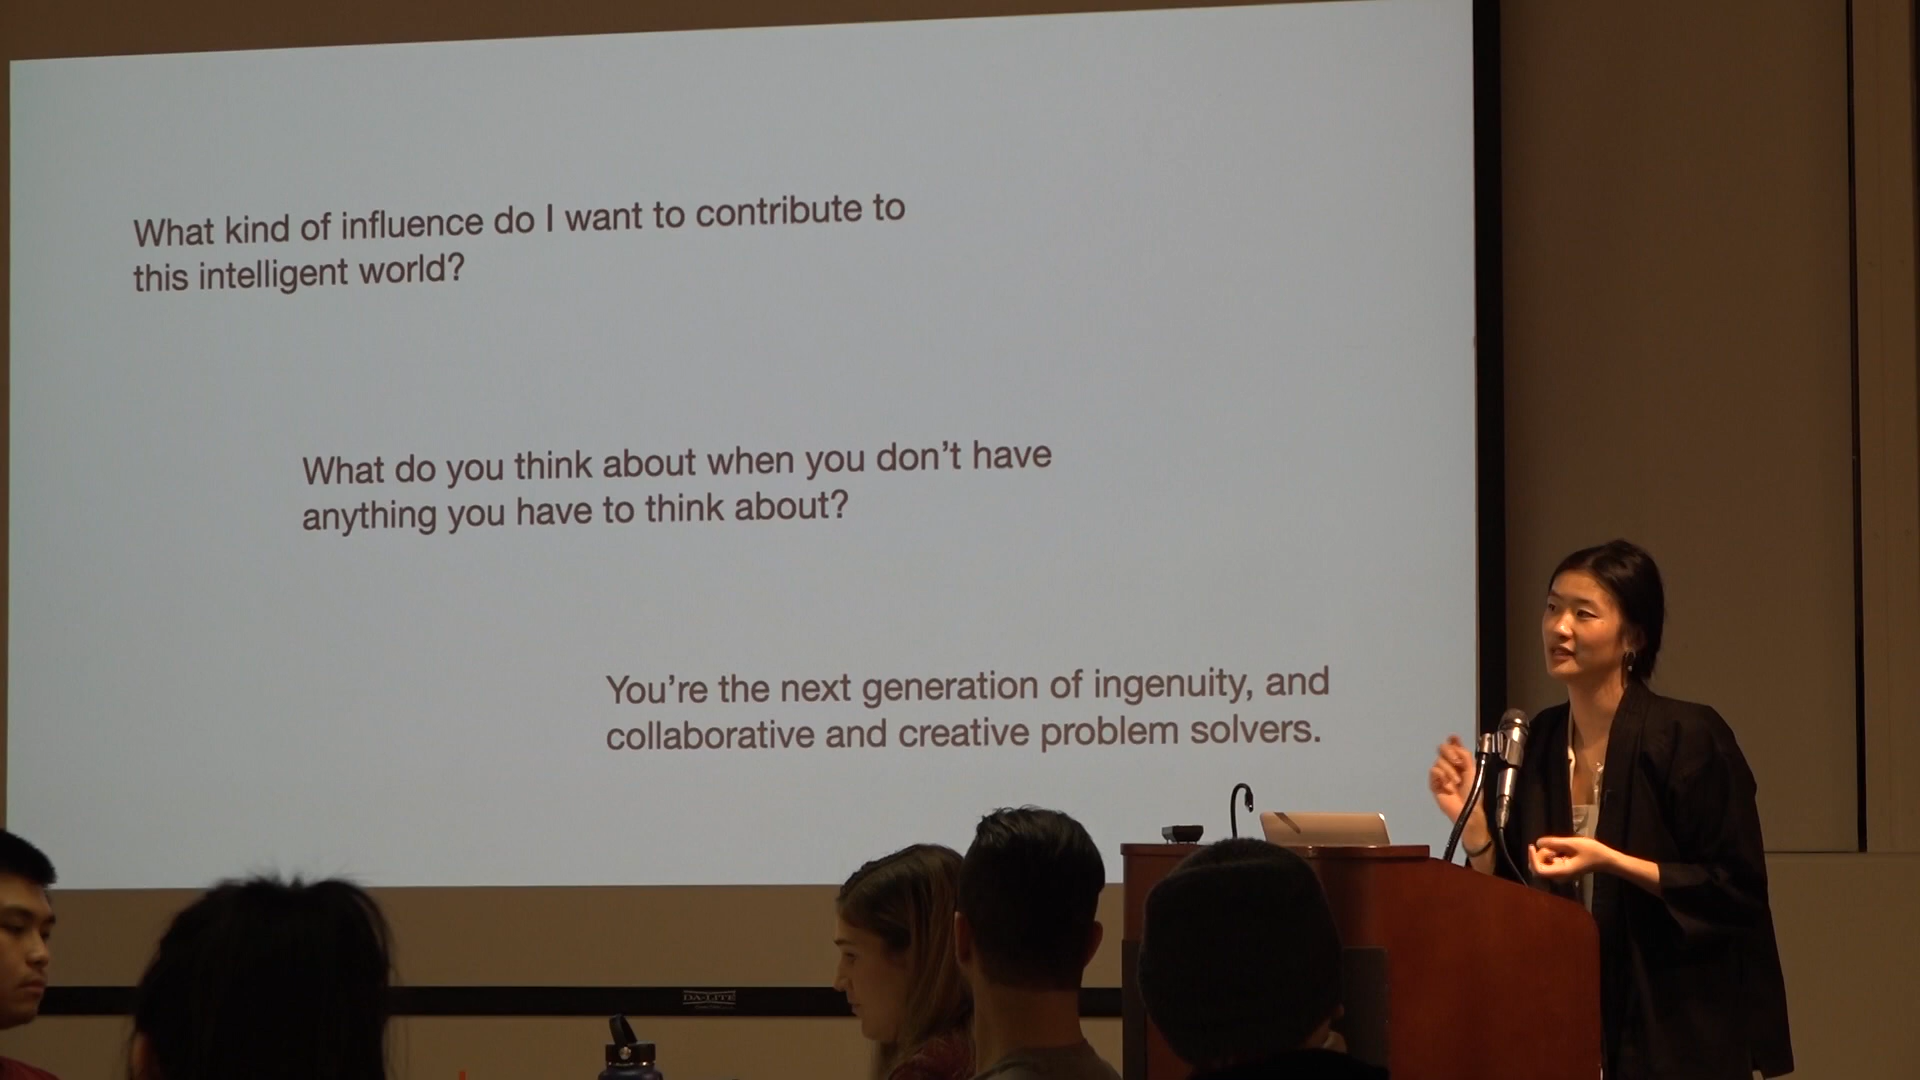 What kind of influence do I want to contribute to
this intelligent world?
What do you think about when you don’t have
anything you have to think about?
You’re the next generation of ingenuity, and
collaborative and creative problem solvers.
DA-LITE